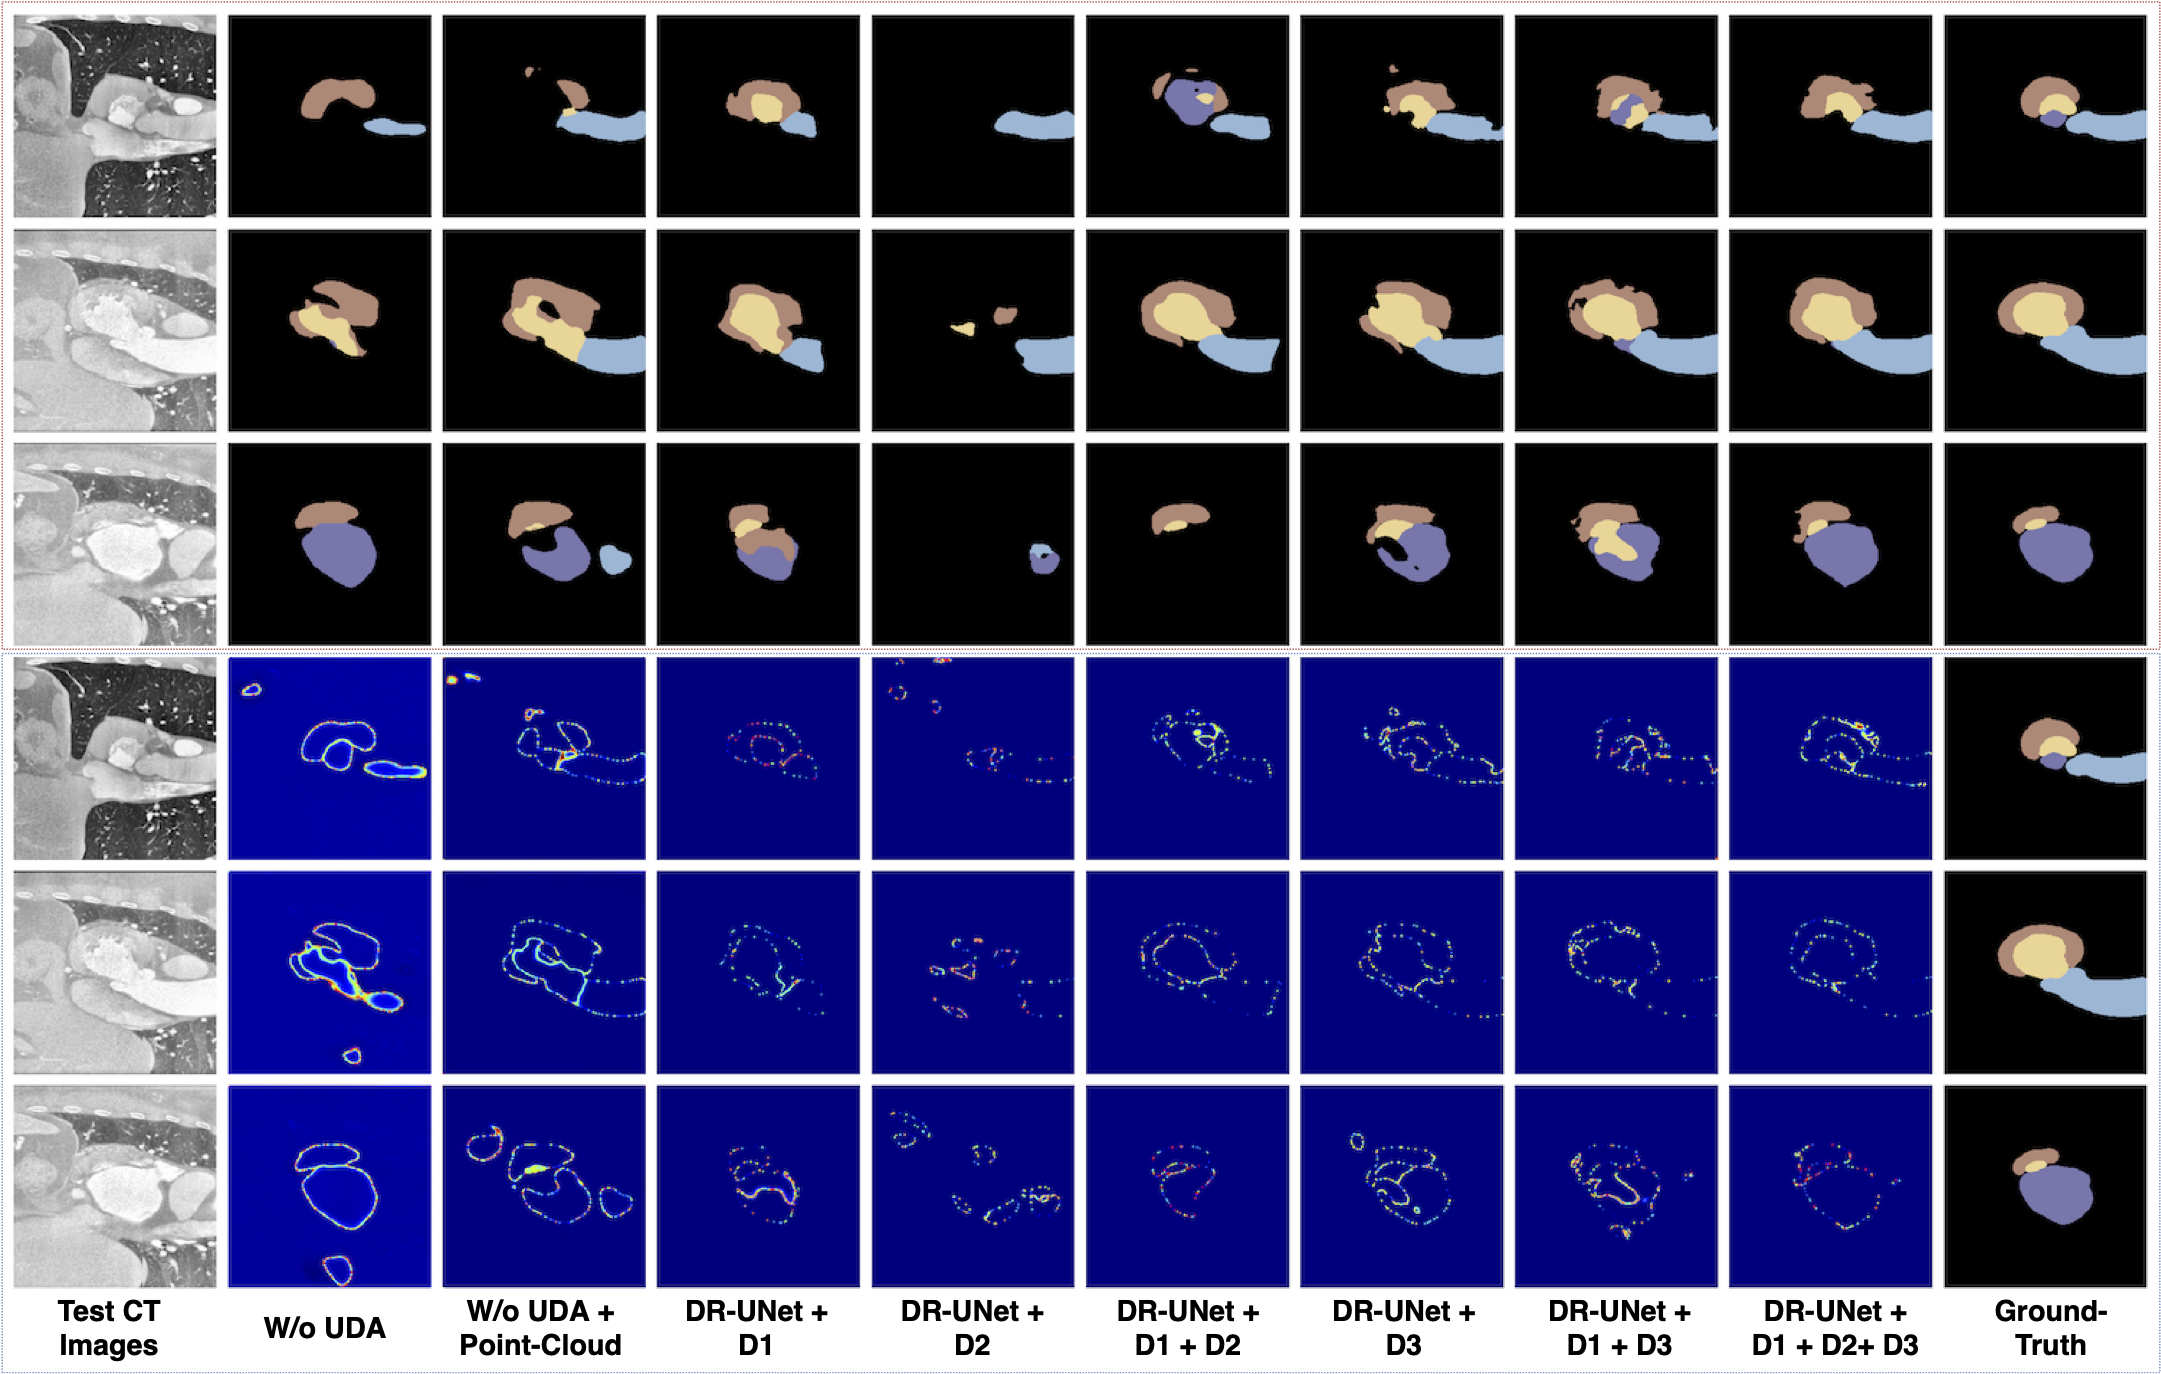 Test CT
Images
W/o UDA
W/o UDA +
Point-Cloud
DR-UNet +
D1
DR-UNet +
D2
DR-UNet +
D1 + D2
DR-UNet +
D3
DR-UNet +
D1 + D3
DR-UNet +
D1 + D2+ D3
Ground-
Truth